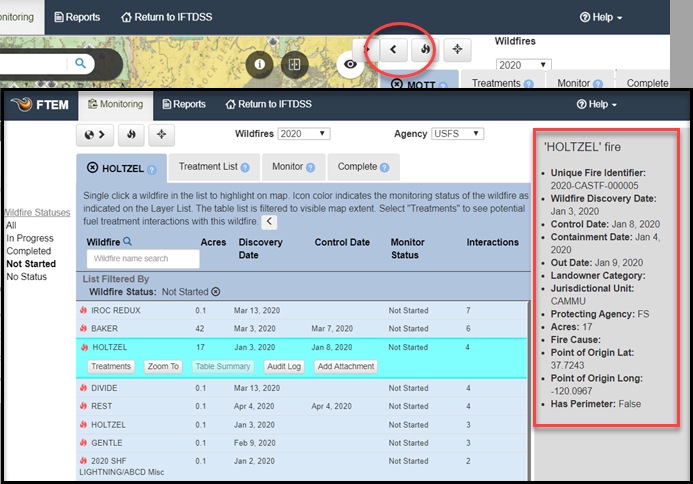 onitoring Reports Return to IFTDSS Help
Wildfires
2020
MOTT Treatments Monitor Complete
FTEM Monitoring Reports Return to IFTDSS Help
Wildfires 2020 Agency USFS
HOLTZEL ? Treatment List ? Monitor ? Complete ?
Single click a wildfire in the list to highlight on map. Icon color indicates the monitoring status of the wildfire as
indicated on the Layer List. The table list is filtered to visible map extent. Select "Treatments" to see potential
fuel treatment interactions with this wildfire. <
Wildfire Statuses
All
In Progress
Completed
Not Started
No Status
Wildfire Acres Discovery Date Control Date Monitor Status Interactions
Wildfire name search
List Filtered By
Wildfire Status: Not Started
IROC REDUX 0.1 Mar 13, 2020 Not Started 7
BAKER 42 Mar 3, 2020 Mar 7, 2020 Not Started 6
HOLTZEL 17 Jan 3, 2020 Jan 8, 2020 Not Started 4
Treatments Zoom To Table Summary Audit Log Add Attachment
DIVIDE 0.1 Mar 13, 2020 Not Started 4
REST 0.1 Apr 4, 2020 Apr 4, 2020 Not Started 4
HOLTZEL 0.1 Jan 3, 2020 Not Started 3
GENTLE 0.1 Feb 9, 2020 Not Started 3
2020 SHF 0.1 Jan 2, 2020 Not Started 2
LIGHTNING/ABCD Misc
'HOLTZEL' fire
• Unique Fire Identifier:
2020-CASTF-000005
• Wildfire Discovery Date:
Jan 3, 2020
• Control Date: Jan 8, 2020
• Containment Date: Jan 4,
2020
• Out Date: Jan 9, 2020
• Landowner Category:
• Jurisdictional Unit:
CAMMU
• Protecting Agency: FS
• Acres: 17
• Fire Cause:
• Point of Origin Lat:
37.7243
• Point of Origin Long:
-120.0967
• Has Perimeter: False